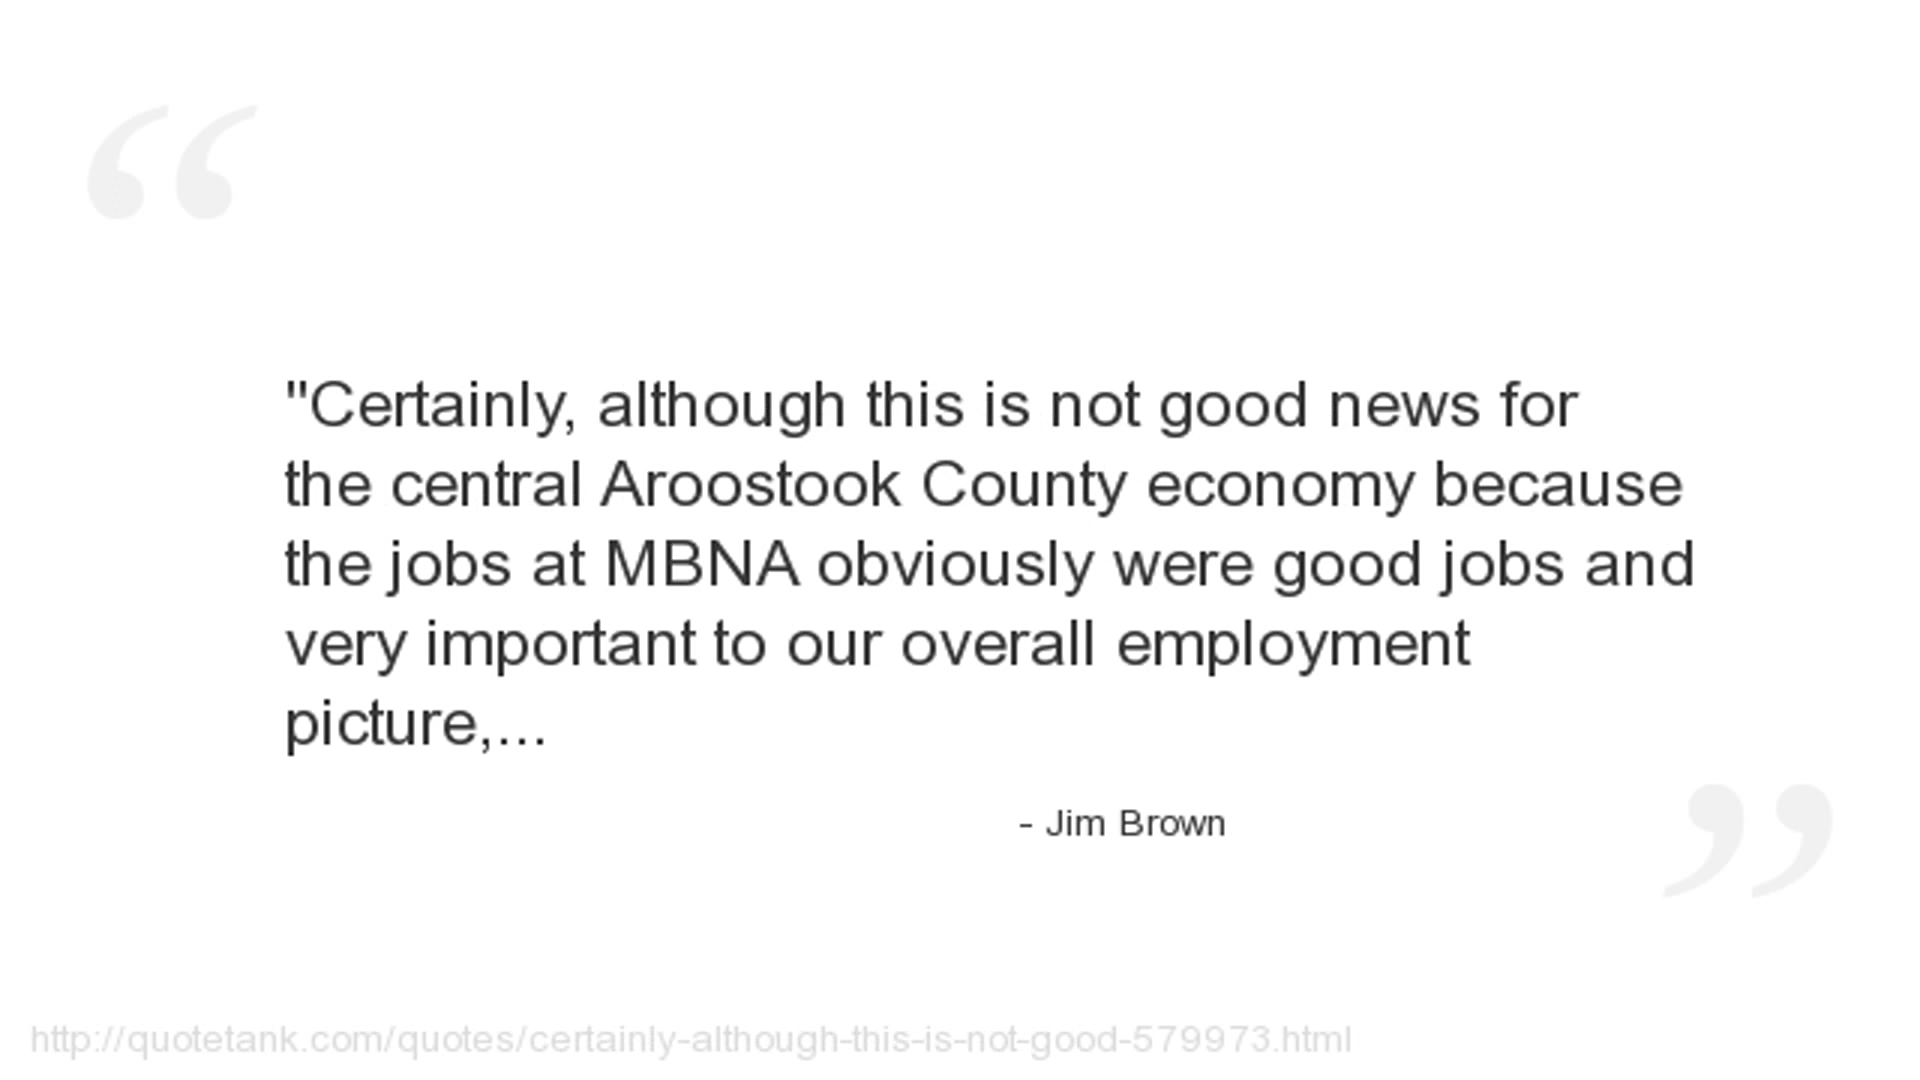 "Certainly, although this is not good news for
the central Aroostook County economy because
the jobs at MBNA obviously were good jobs and
very important to our overall employment
picture,...
- Jim Brown
http://quotetank.com/quotes/certainly-although-this-is-not-good-579973.html